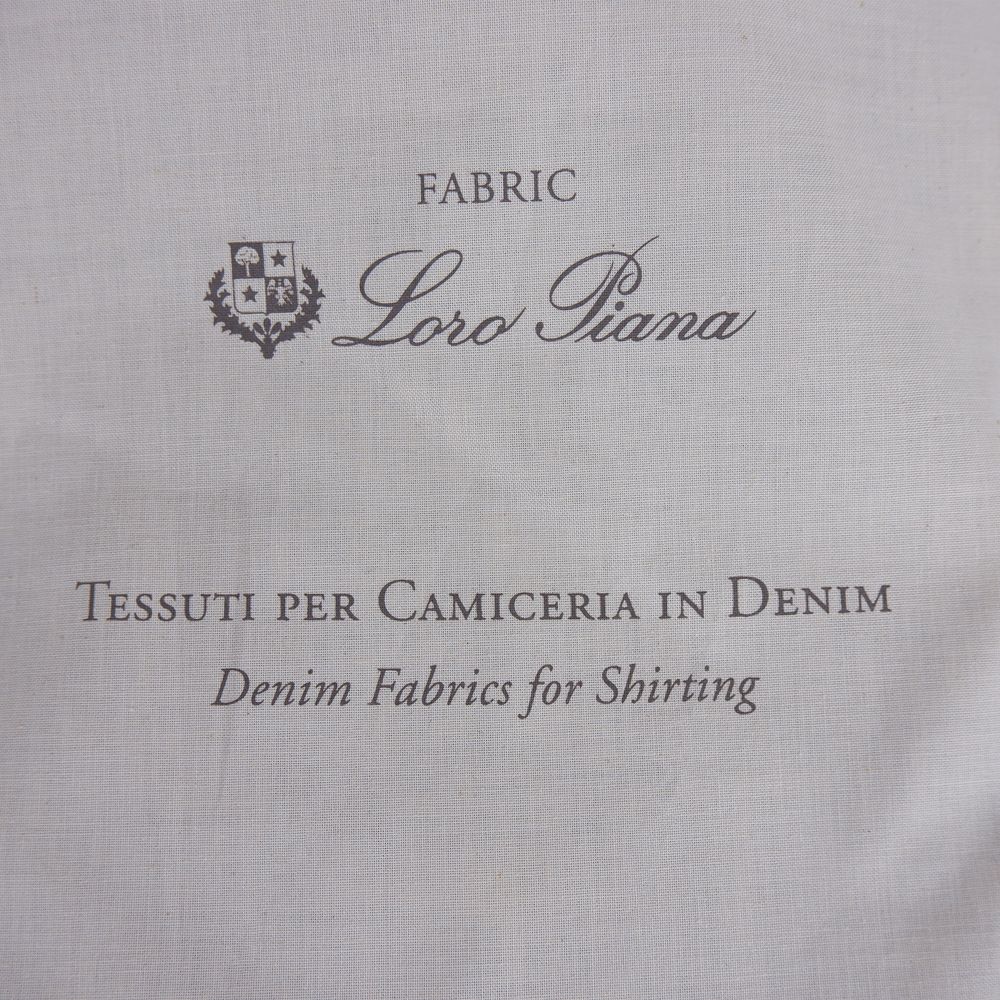 FABRIC
Loro Piana
TESSUTI PER CAMICERIA IN DENIM
Denim Fabrics for Shirting